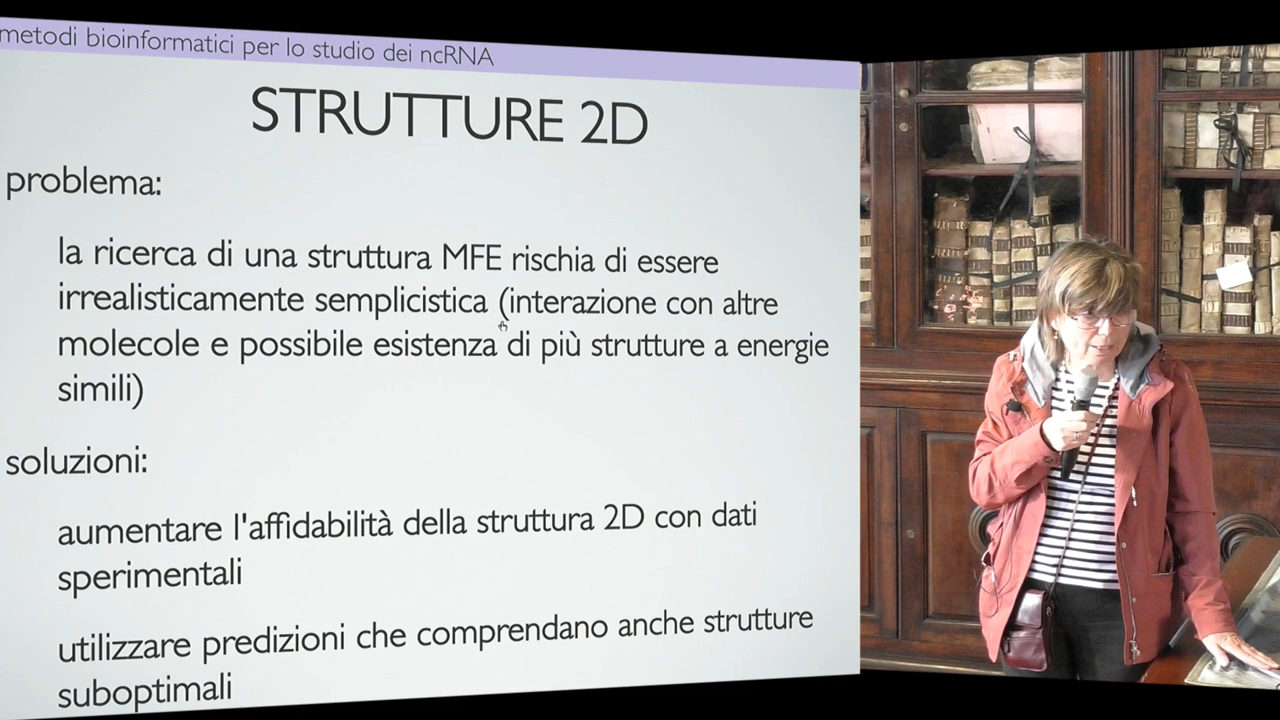 metodi bioinformatici per lo studio dei ncRNA
STRUTTURE 2D
problema:
la ricerca di una struttura MFE rischia di essere
irrealisticamente semplicistica (interazione con altre
molecole e possibile esistenza di più strutture a energie
simili)
soluzioni:
aumentare l'affidabilità della struttura 2D con dati
sperimentali
utilizzare predizioni che comprendano anche strutture
suboptimali